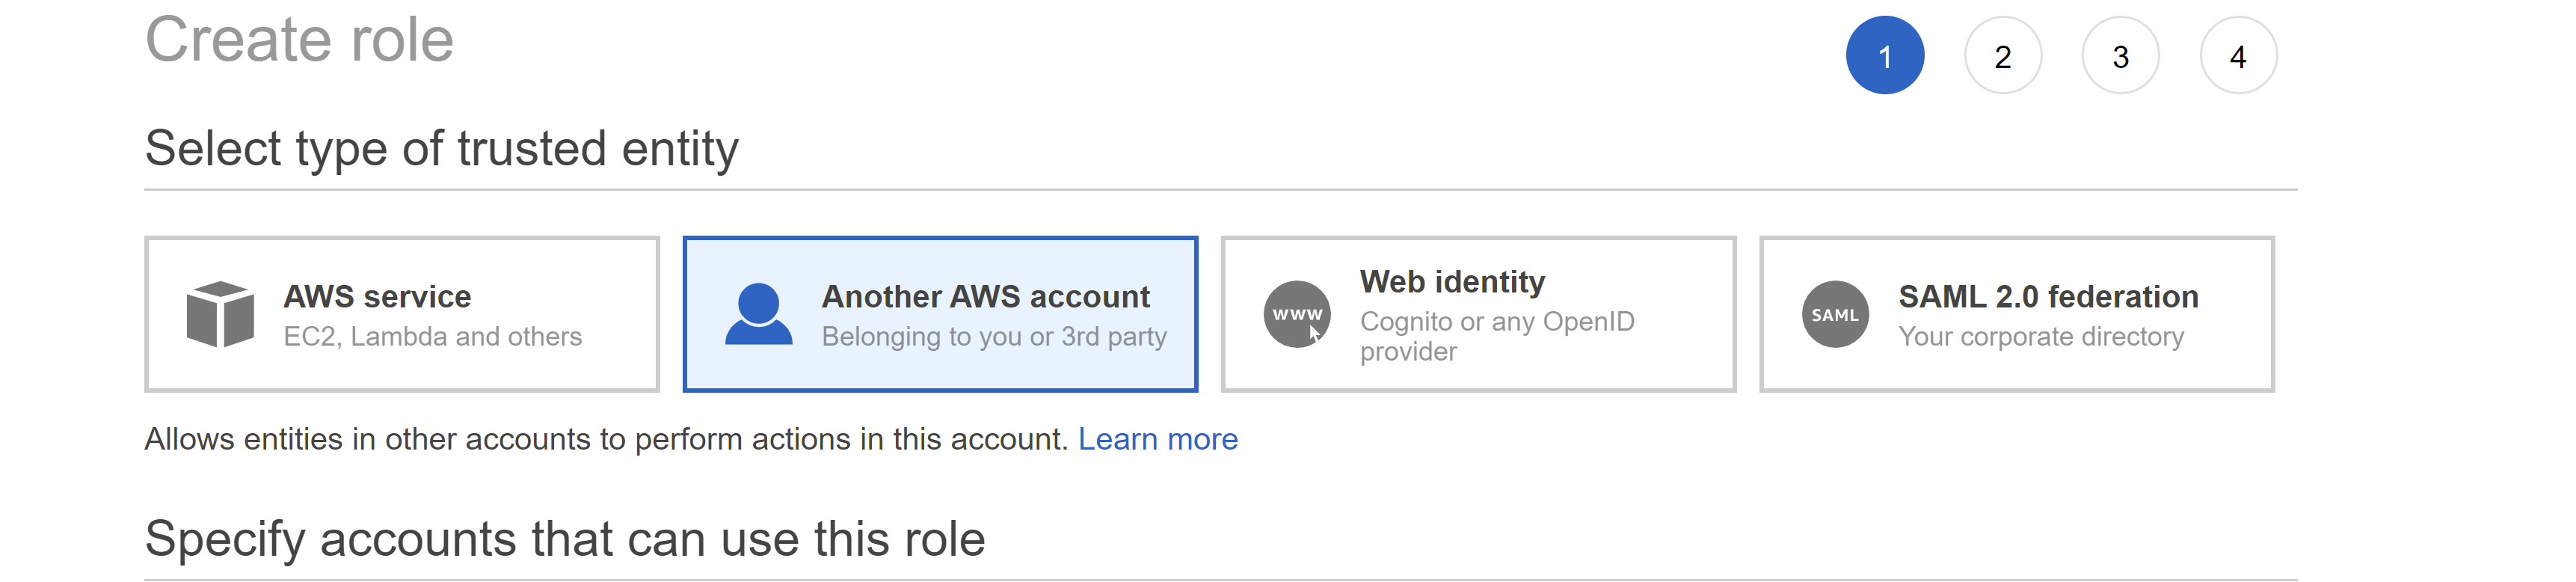 Create role
1 2 3 4
Select type of trusted entity
AWS service
EC2, Lambda and others
Another AWS account
Belonging to you or 3rd party
www
Web identity
Cognito or any OpenID
provider
SAML
SAML 2.0 federation
Your corporate directory
Allows entities in other accounts to perform actions in this account. Learn more
Specify accounts that can use this role